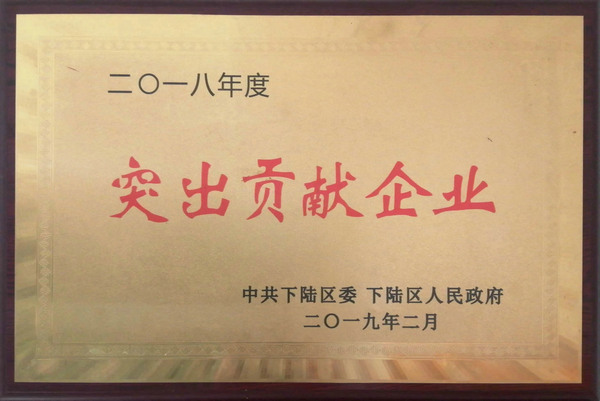 二〇一八年度
突出贡献企业
中共下陆区委 下陆区人民政府
二〇一九年二月